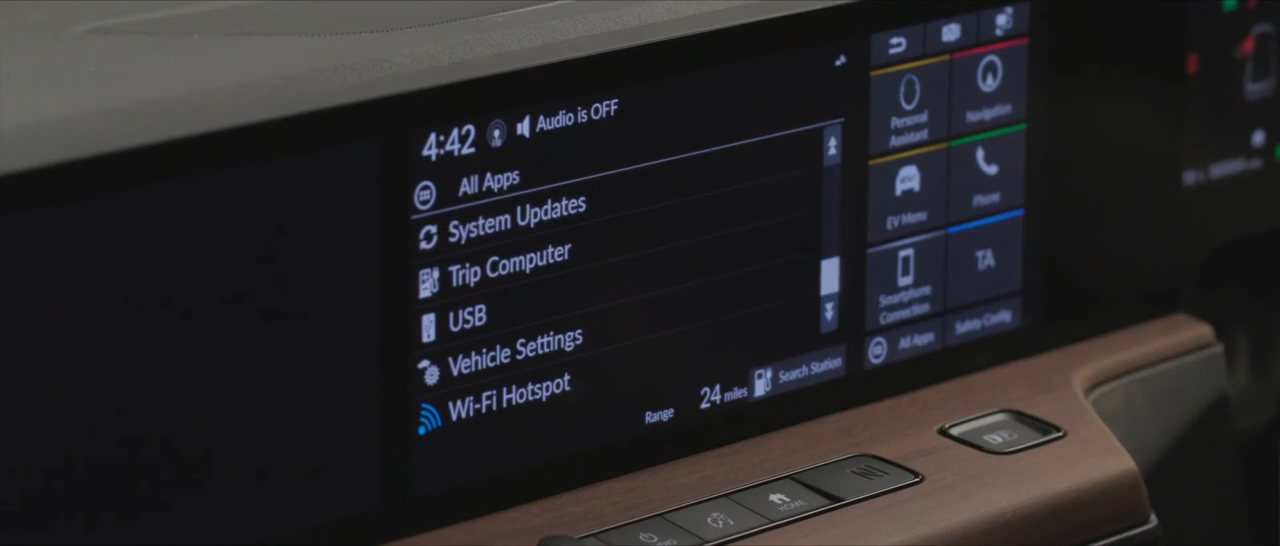 4:42 Audio is OFF
All Apps
System Updates
Trip Computer
USB
Vehicle Settings
Wi-Fi Hotspot
Range 24 miles Search Station
Personal
Assistant
Navigation
EV Menu
Phone
Smartphone
Connection
TA
All Apps
Safety Config
HOME